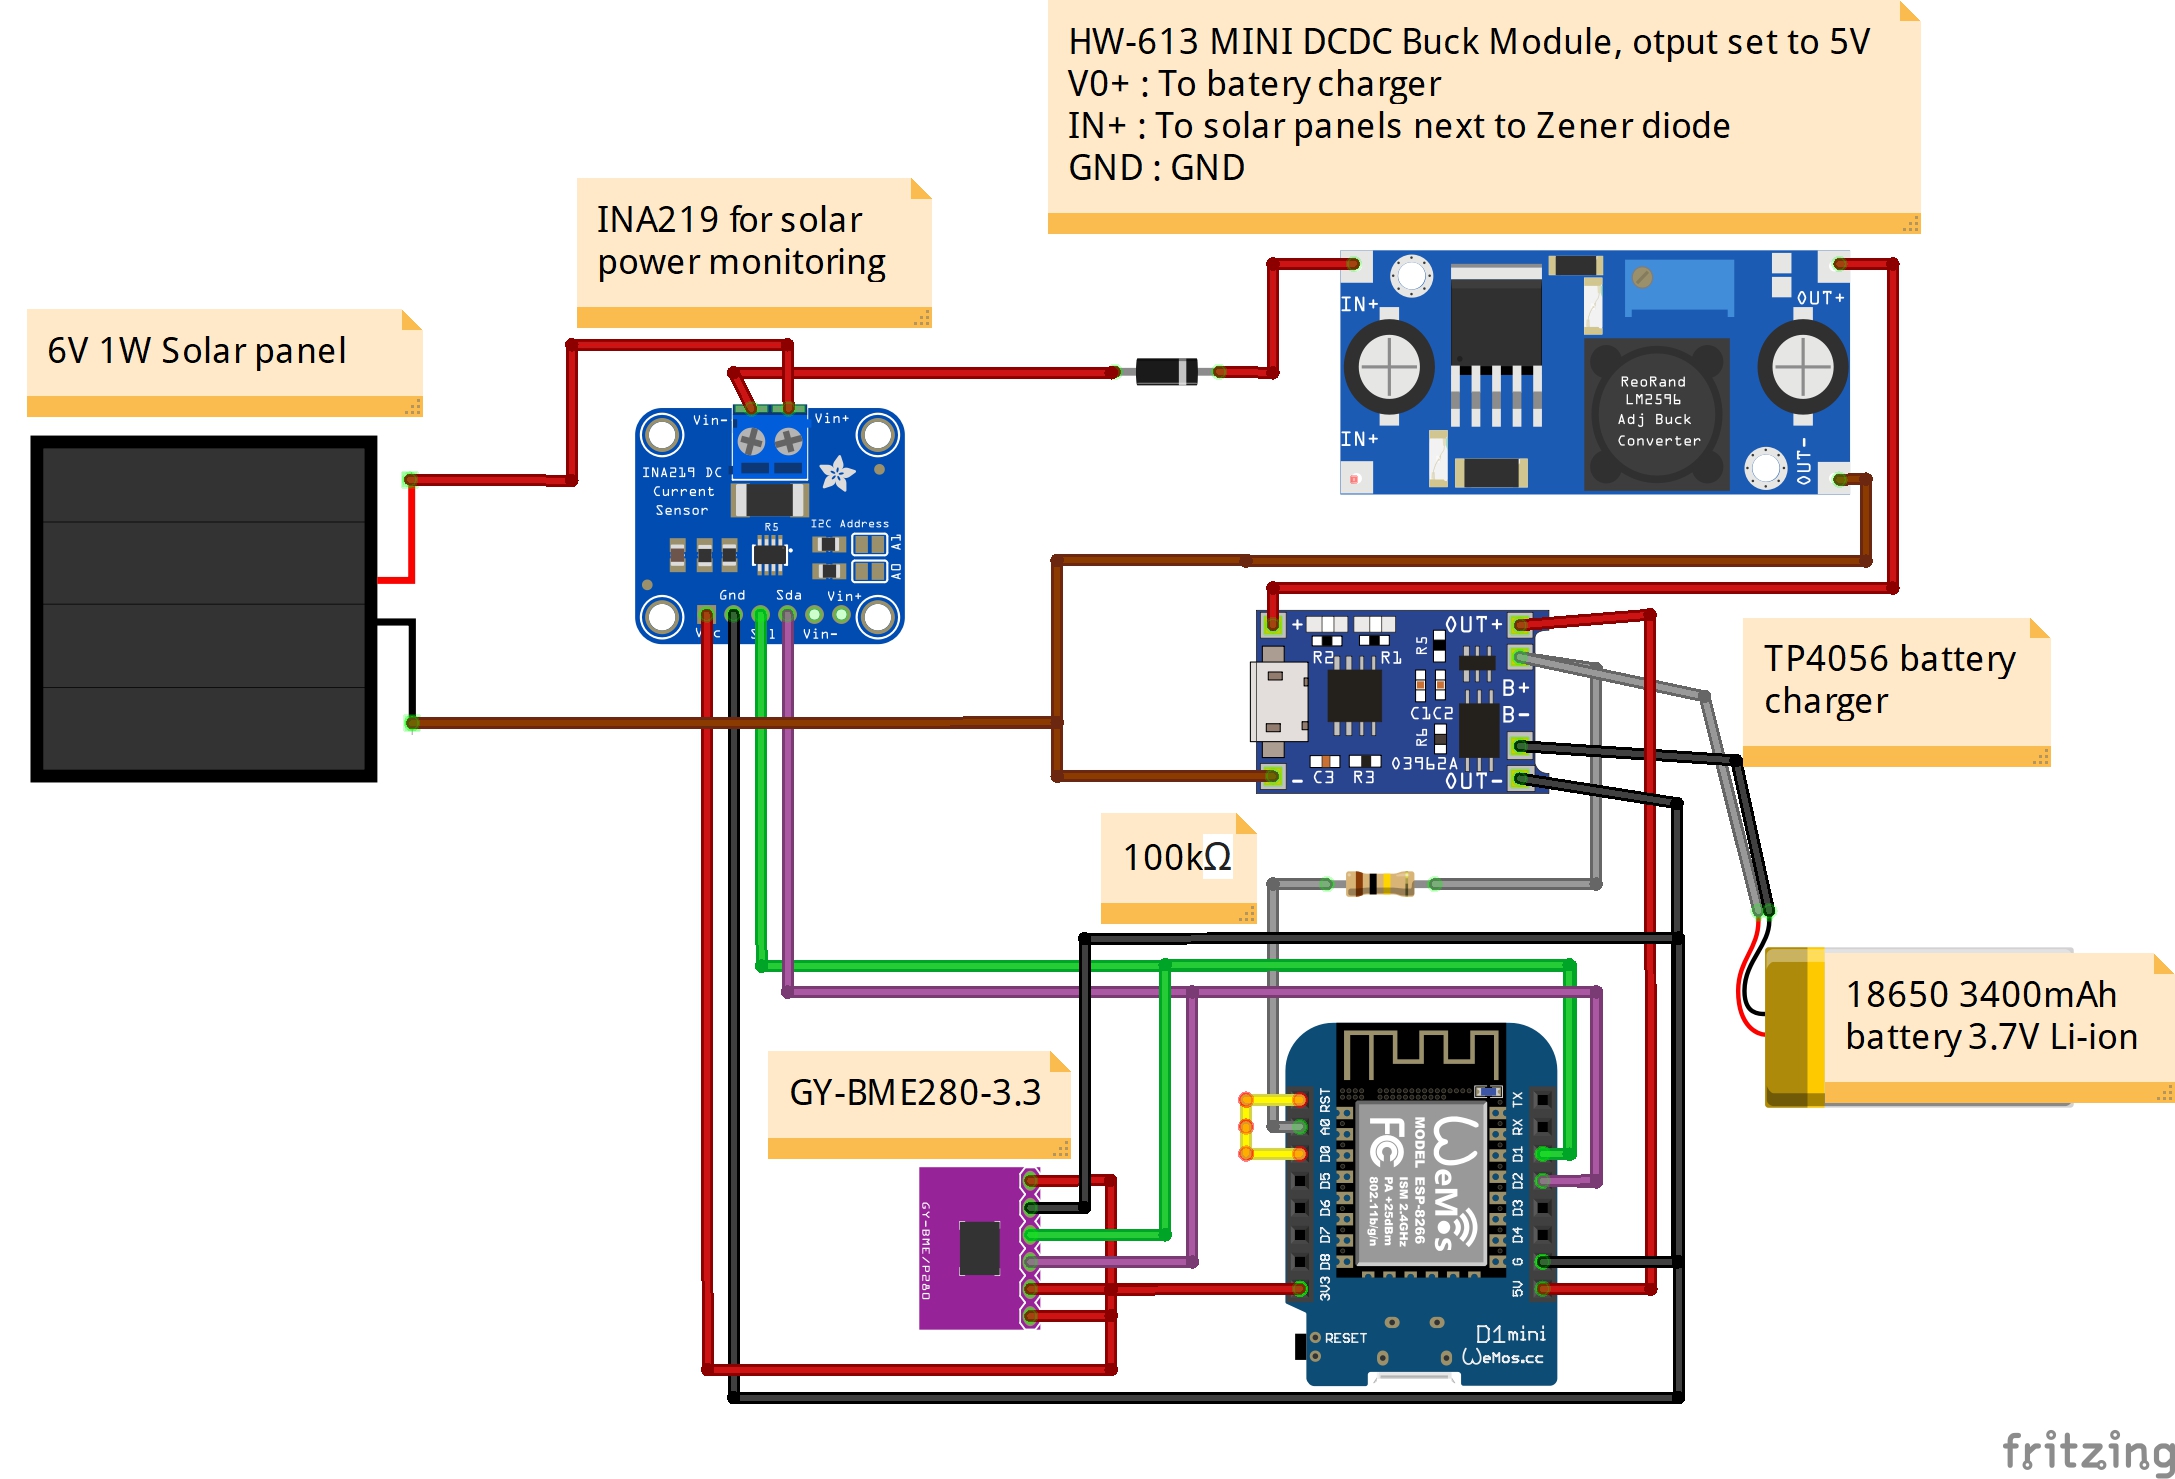 HW-613 MINI DCDC Buck Module, otput set to 5V
V0+ : To batery charger
IN+ : To solar panels next to Zener diode
GND : GND
INA219 for solar
power monitoring
6V 1W Solar panel
IN+
OUT+
ReoRand
LM2596
Adj Buck
Converter
IN+
OUT-
Vin-
Vin+
INA219 DC
Current
Sensor
R5
I2C Address
A1
A0
Gnd
Sda
Vin+
Vcc
Scl
Vin-
+
R2
R1
R5
OUT+
B+
B-
C1
C2
R6
-
C3
R3
03962A
OUT-
TP4056 battery
charger
100kΩ
18650 3400mAh
battery 3.7V Li-ion
GY-BME280-3.3
GY-BME/P280
RST
A0
D0
D5
D6
D7
D8
3V3
TX
RX
D1
D2
D3
D4
G
5V
WeMos
MODEL ESP-8266
ISM 2.4GHz
PA +25dBm
802.11b/g/n
FC
RESET
D1mini
WeMos.cc
fritzing